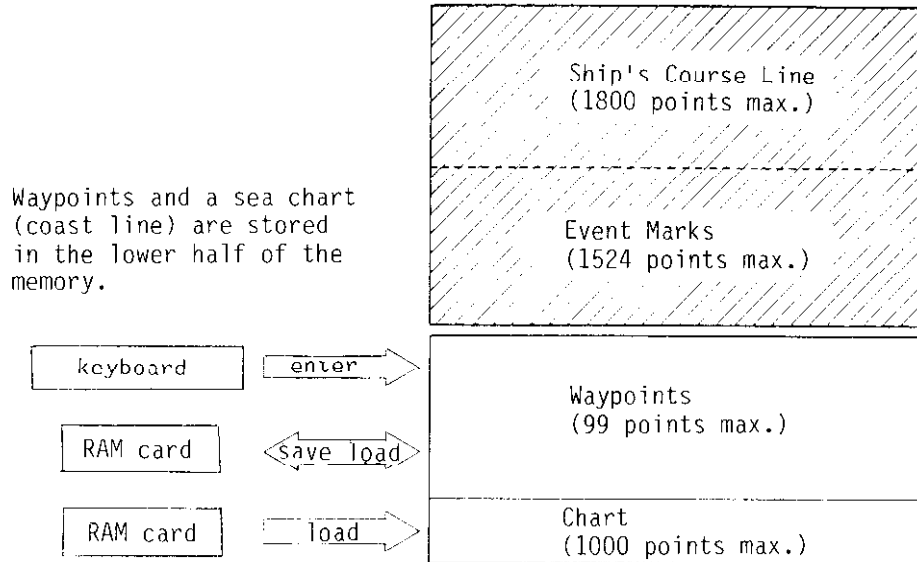 Ship's Course Line
(1800 points max.)
Waypoints and a sea chart
(coast line) are stored
in the lower half of the
memory.
Event Marks
(1524 points max.)
keyboard
enter
Waypoints
(99 points max.)
RAM card
save load
RAM card
load
Chart
(1000 points max.)